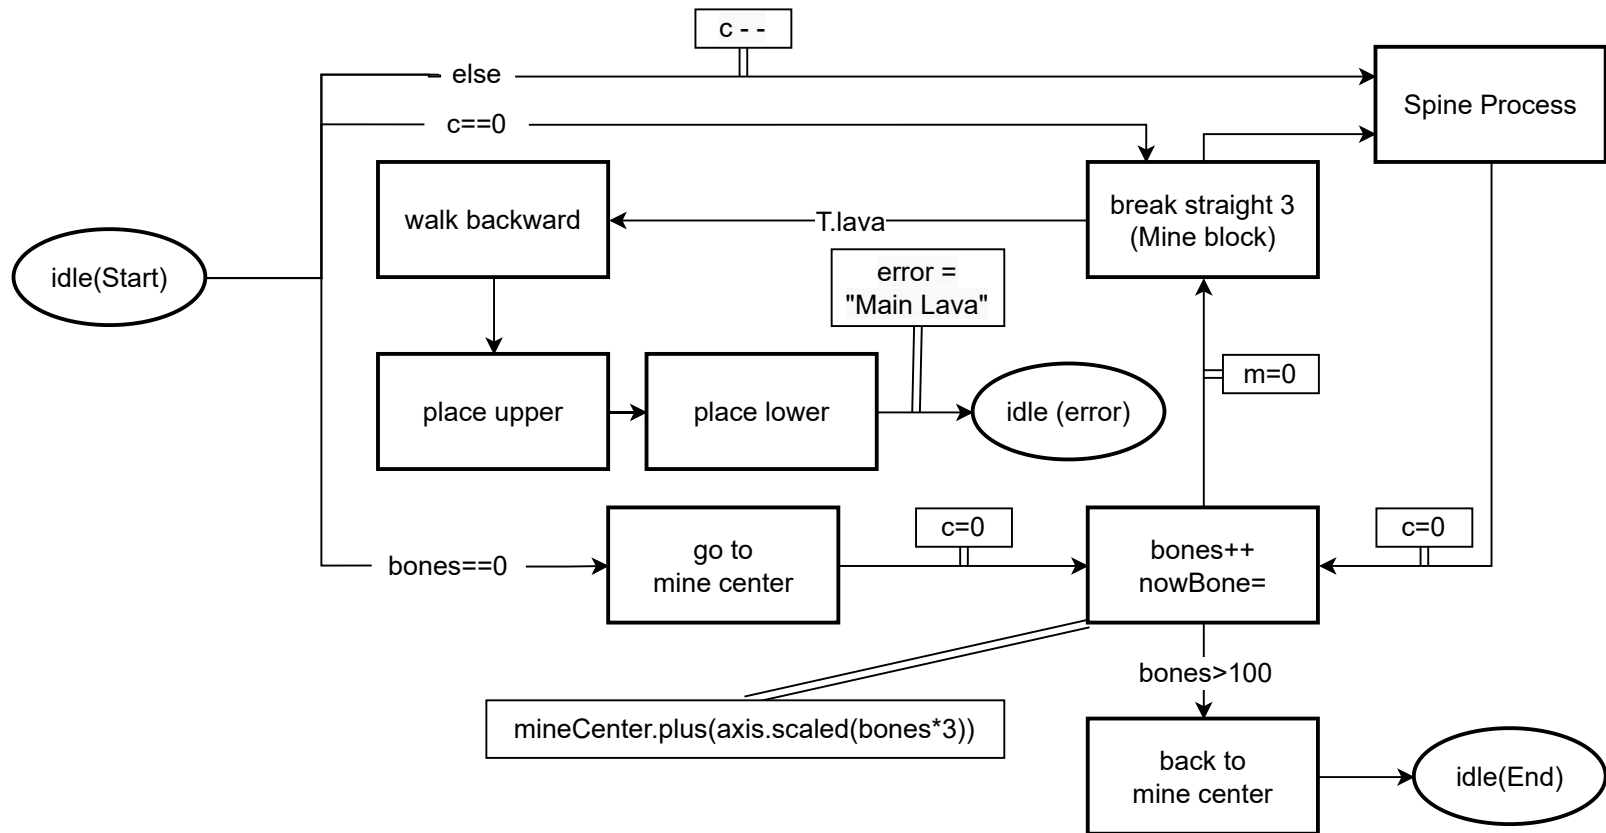 c - -
else
Spine Process
c==0
walk backward
T.lava
break straight 3
(Mine block)
idle(Start)
error =
"Main Lava"
m=0
place upper
place lower
idle (error)
c=0
c=0
bones==0
go to
mine center
bones++
nowBone=
bones>100
mineCenter.plus(axis.scaled(bones*3))
back to
mine center
idle(End)